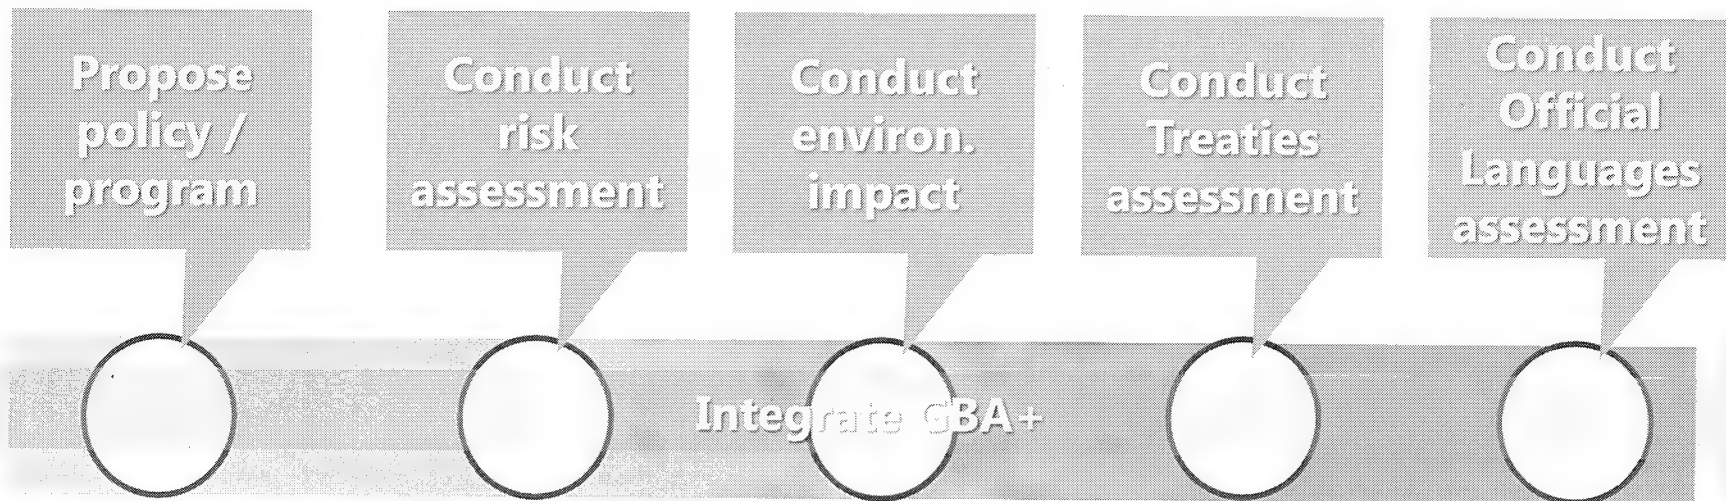 Propose
policy /
program
Conduct
risk
assessment
Conduct
environ.
impact
Conduct
Treaties
assessment
Conduct
Official
Languages
assessment
Integrate GBA+